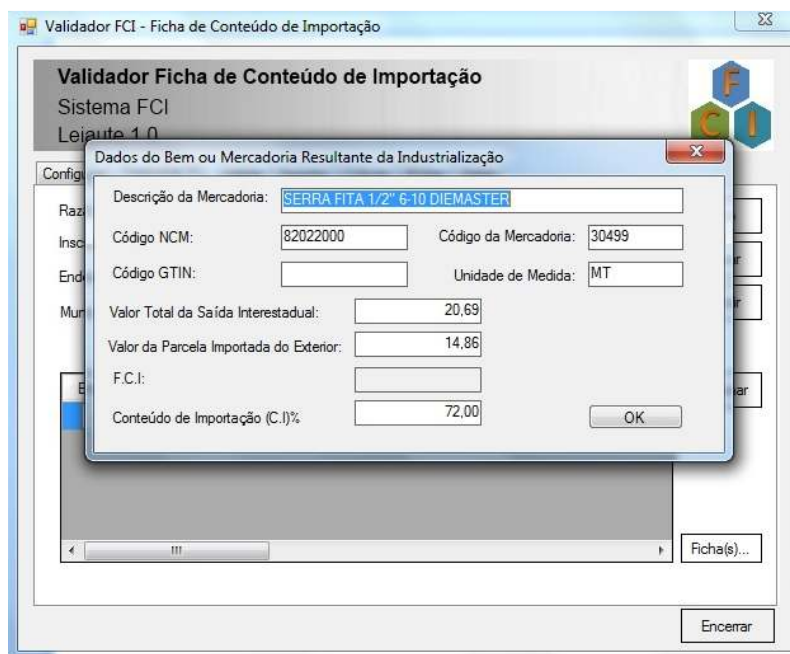 Validador FCI - Ficha de Conteúdo de Importação
Validador Ficha de Conteúdo de Importação
Sistema FCI
Leiaute 1.0
F
C I
Dados do Bem ou Mercadoria Resultante da Industrialização
Descrição da Mercadoria: SERRA FITA 1/2" 6-10 DIEMASTER
Código NCM: 82022000 Código da Mercadoria: 30499
Código GTIN: Unidade de Medida: MT
Valor Total da Saída Interestadual: 20,69
Valor da Parcela Importada do Exterior: 14,86
F.C.I:
Conteúdo de Importação (C.I)% 72,00 OK
Ficha(s)...
Encerrar